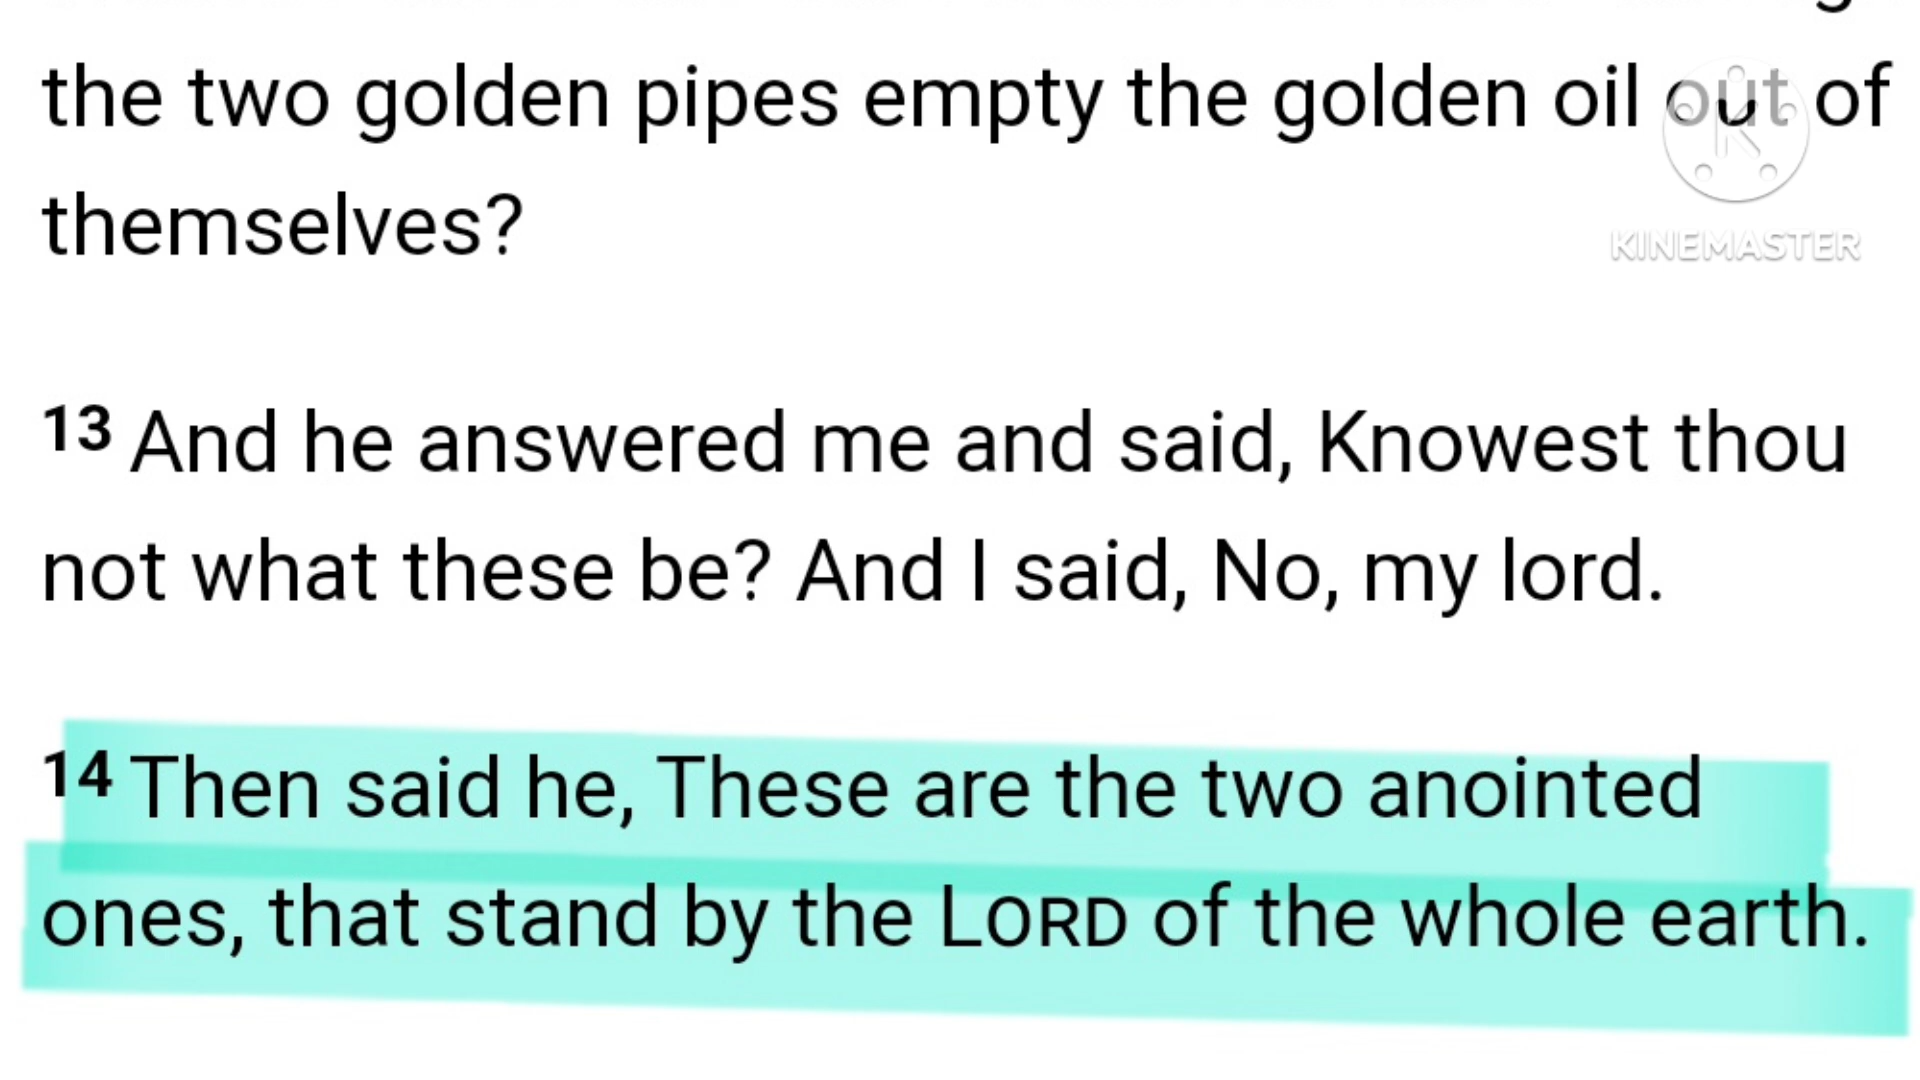 the two golden pipes empty the golden oil out of
themselves?
KINEMASTER
13 And he answered me and said, Knowest thou
not what these be? And I said, No, my lord.
14 Then said he, These are the two anointed
ones, that stand by the LORD of the whole earth.